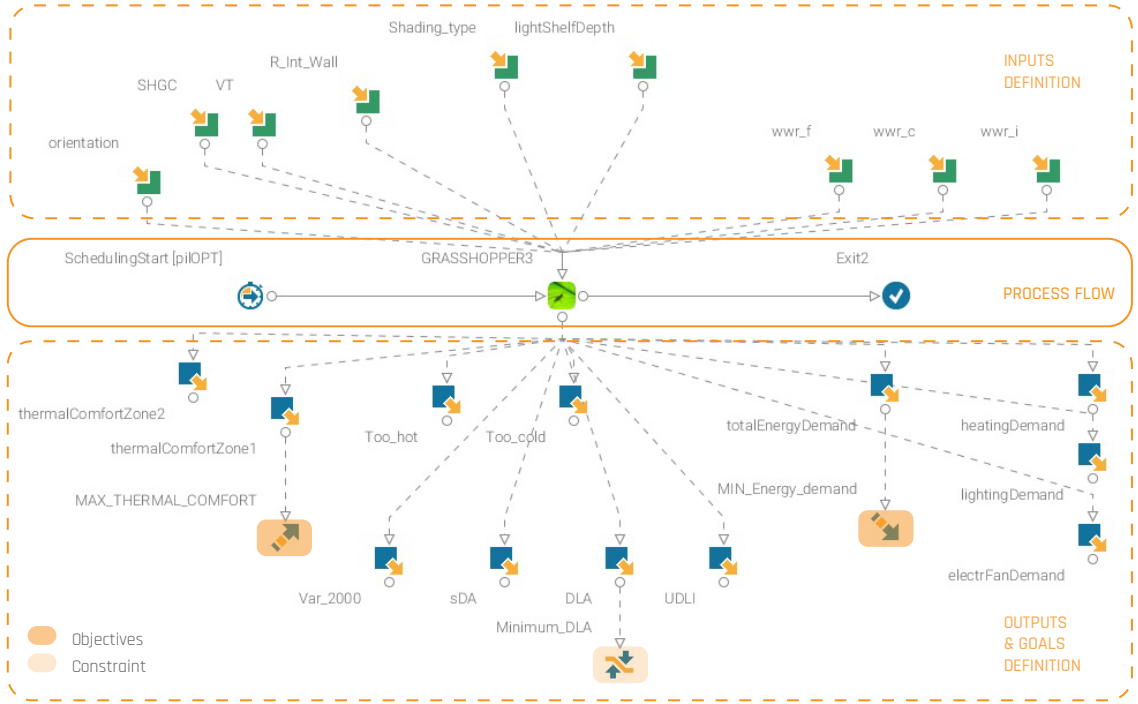 Shading_type
lightShelfDepth
R_Int_Wall
INPUTS
DEFINITION
SHGC
VT
orientation
wwr_f
wwr_c
wwr_i
SchedulingStart [pilOPT]
GRASSHOPPER3
Exit2
PROCESS FLOW
thermalComfortZone2
thermalComfortZone1
Too_hot
Too_cold
totalEnergyDemand
heatingDemand
MAX_THERMAL_COMFORT
MIN_Energy_demand
lightingDemand
electrFanDemand
Var_2000
sDA
DLA
UDLI
Minimum_DLA
OUTPUTS
& GOALS
DEFINITION
Objectives
Constraint